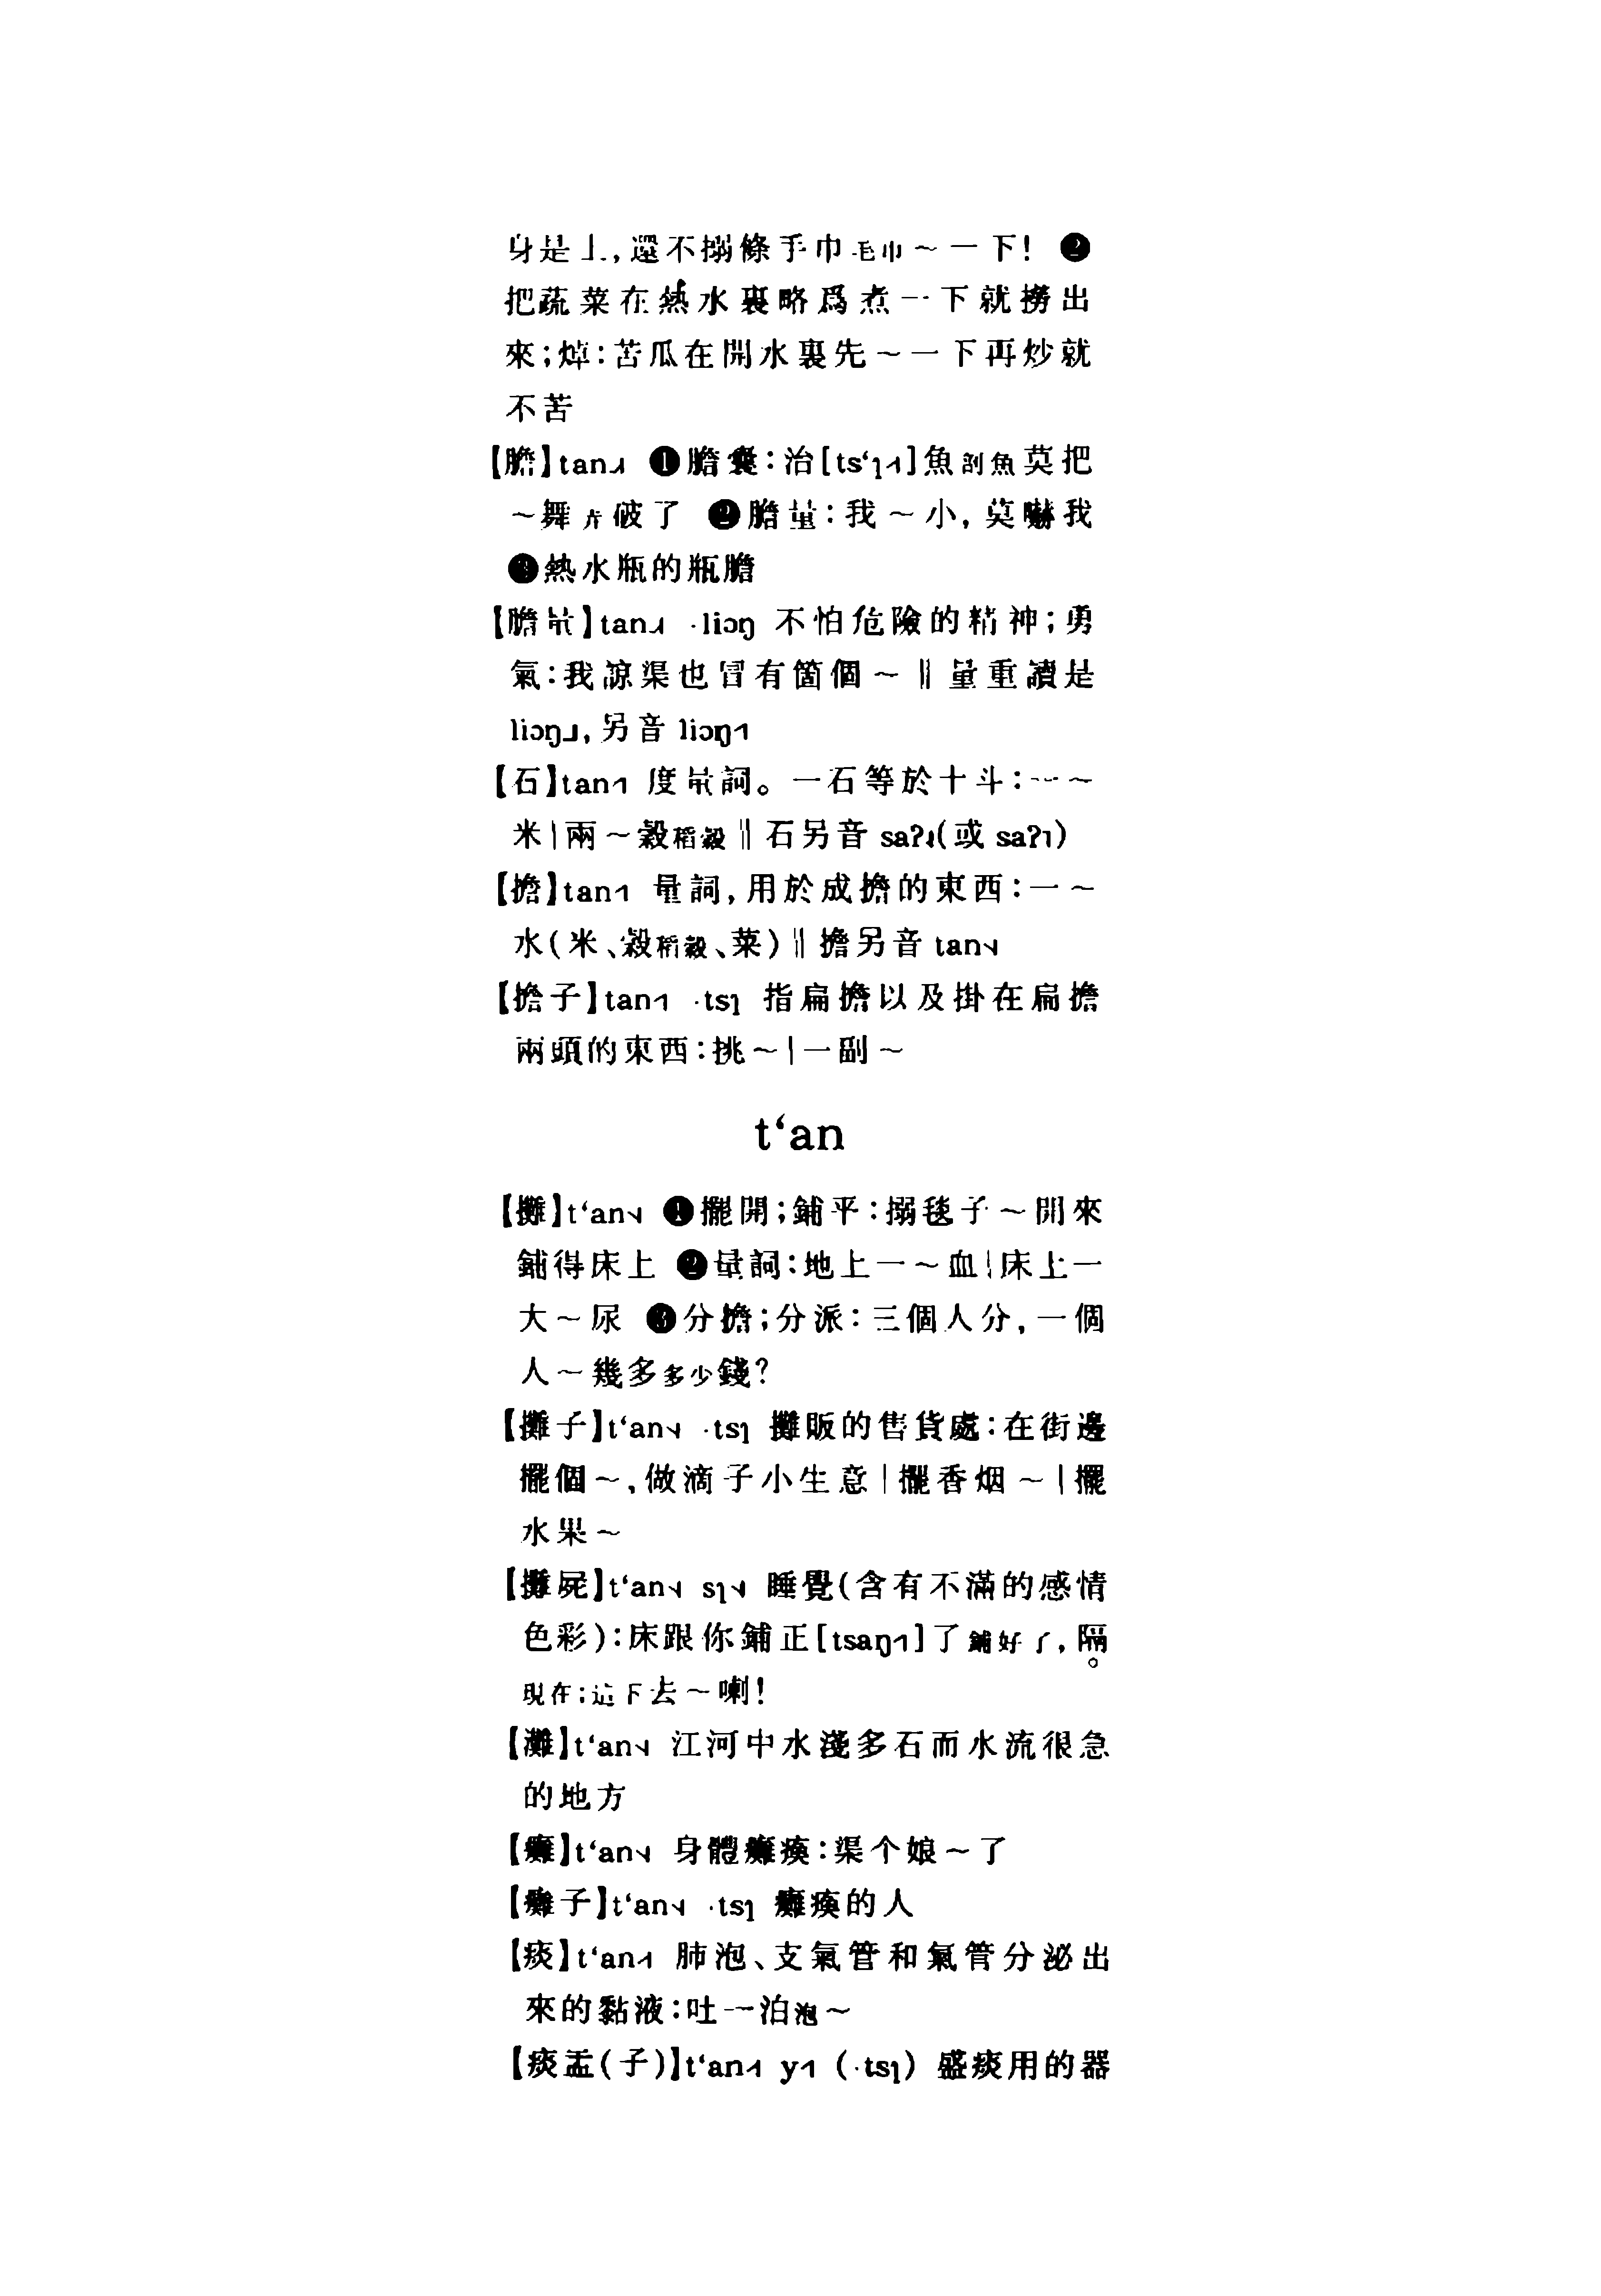 身是上,還不搦條手巾毛巾～一下! ❷
把蔬菜在熱水裏略爲煮一下就撈出
來;焯:苦瓜在開水裏先～一下再炒就
不苦
【膽】tan˨˩ ❶膽囊:治[ts‘ɿ˧˥]魚剖魚莫把
～舞弄破了 ❷膽量:我～小,莫嚇我
❸熱水瓶的瓶膽
【膽量】tan ·liɔŋ 不怕危險的精神;勇
氣:我諒渠也冒有箇個～‖量重讀是
liɔŋ˩,另音 liɔŋ
【石】tan 度量詞。一石等於十斗:一～
米|兩～穀稻穀‖石另音 saʔ(或 saʔ)
【擔】tan 量詞,用於成擔的東西:一～
水(米、穀稻穀、菜)‖擔另音 tan
【擔子】tan ·tsɿ 指扁擔以及掛在扁擔
兩頭的東西:挑～|一副～
t‘an
【攤】t‘an ❶擺開;鋪平:搦毯子～開來
鋪得床上 ❷量詞:地上一～血|床上一
大～尿 ❸分擔;分派:三個人分,一個
人～幾多多少錢?
【攤子】t‘an ·tsɿ 攤販的售貨處:在街邊
擺個～,做滴子小生意|擺香烟～|擺
水果～
【攤屍】t‘an sɿ 睡覺(含有不滿的感情
色彩):床跟你鋪正[tsaŋ]了鋪好了,隔。
現在;這下去～喇!
【灘】t‘an 江河中水淺多石而水流很急
的地方
【癱】t‘an 身體癱瘓:渠个娘～了
【癱子】t‘an ·tsɿ 癱瘓的人
【痰】t‘an 肺泡、支氣管和氣管分泌出
來的黏液:吐一泊泡～
【痰盂(子)】t‘an y (·tsɿ) 盛痰用的器